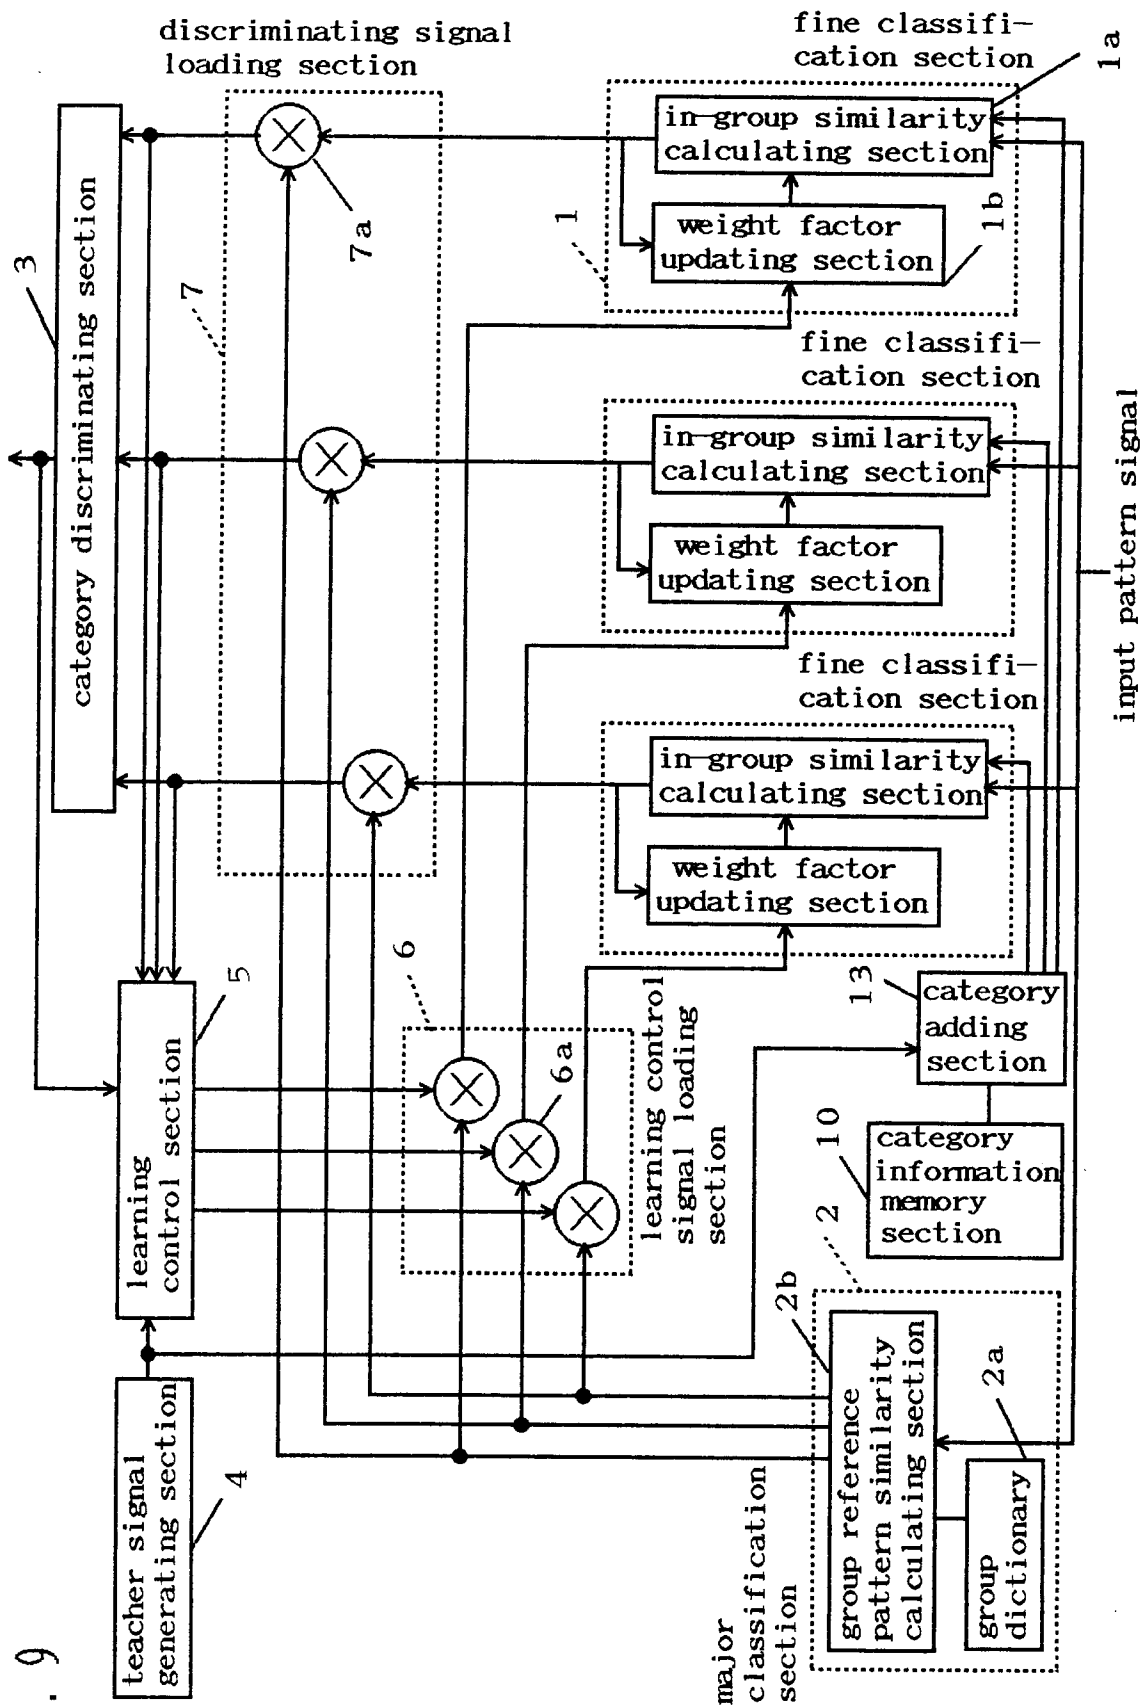 . 9
teacher signal
generating section
4
learning
control section
5
category discriminating section
3
discriminating signal
loading section
7
7a
6
6a
learning control
signal loading
section
fine classifi-
cation section
1
in-group similarity
calculating section
1a
weight factor
updating section
1b
fine classifi-
cation section
in-group similarity
calculating section
weight factor
updating section
fine classifi-
cation section
in-group similarity
calculating section
weight factor
updating section
13
category
adding
section
10
category
information
memory
section
2
2b
group reference
pattern similarity
calculating section
2a
group
dictionary
major
classification
section
input pattern signal